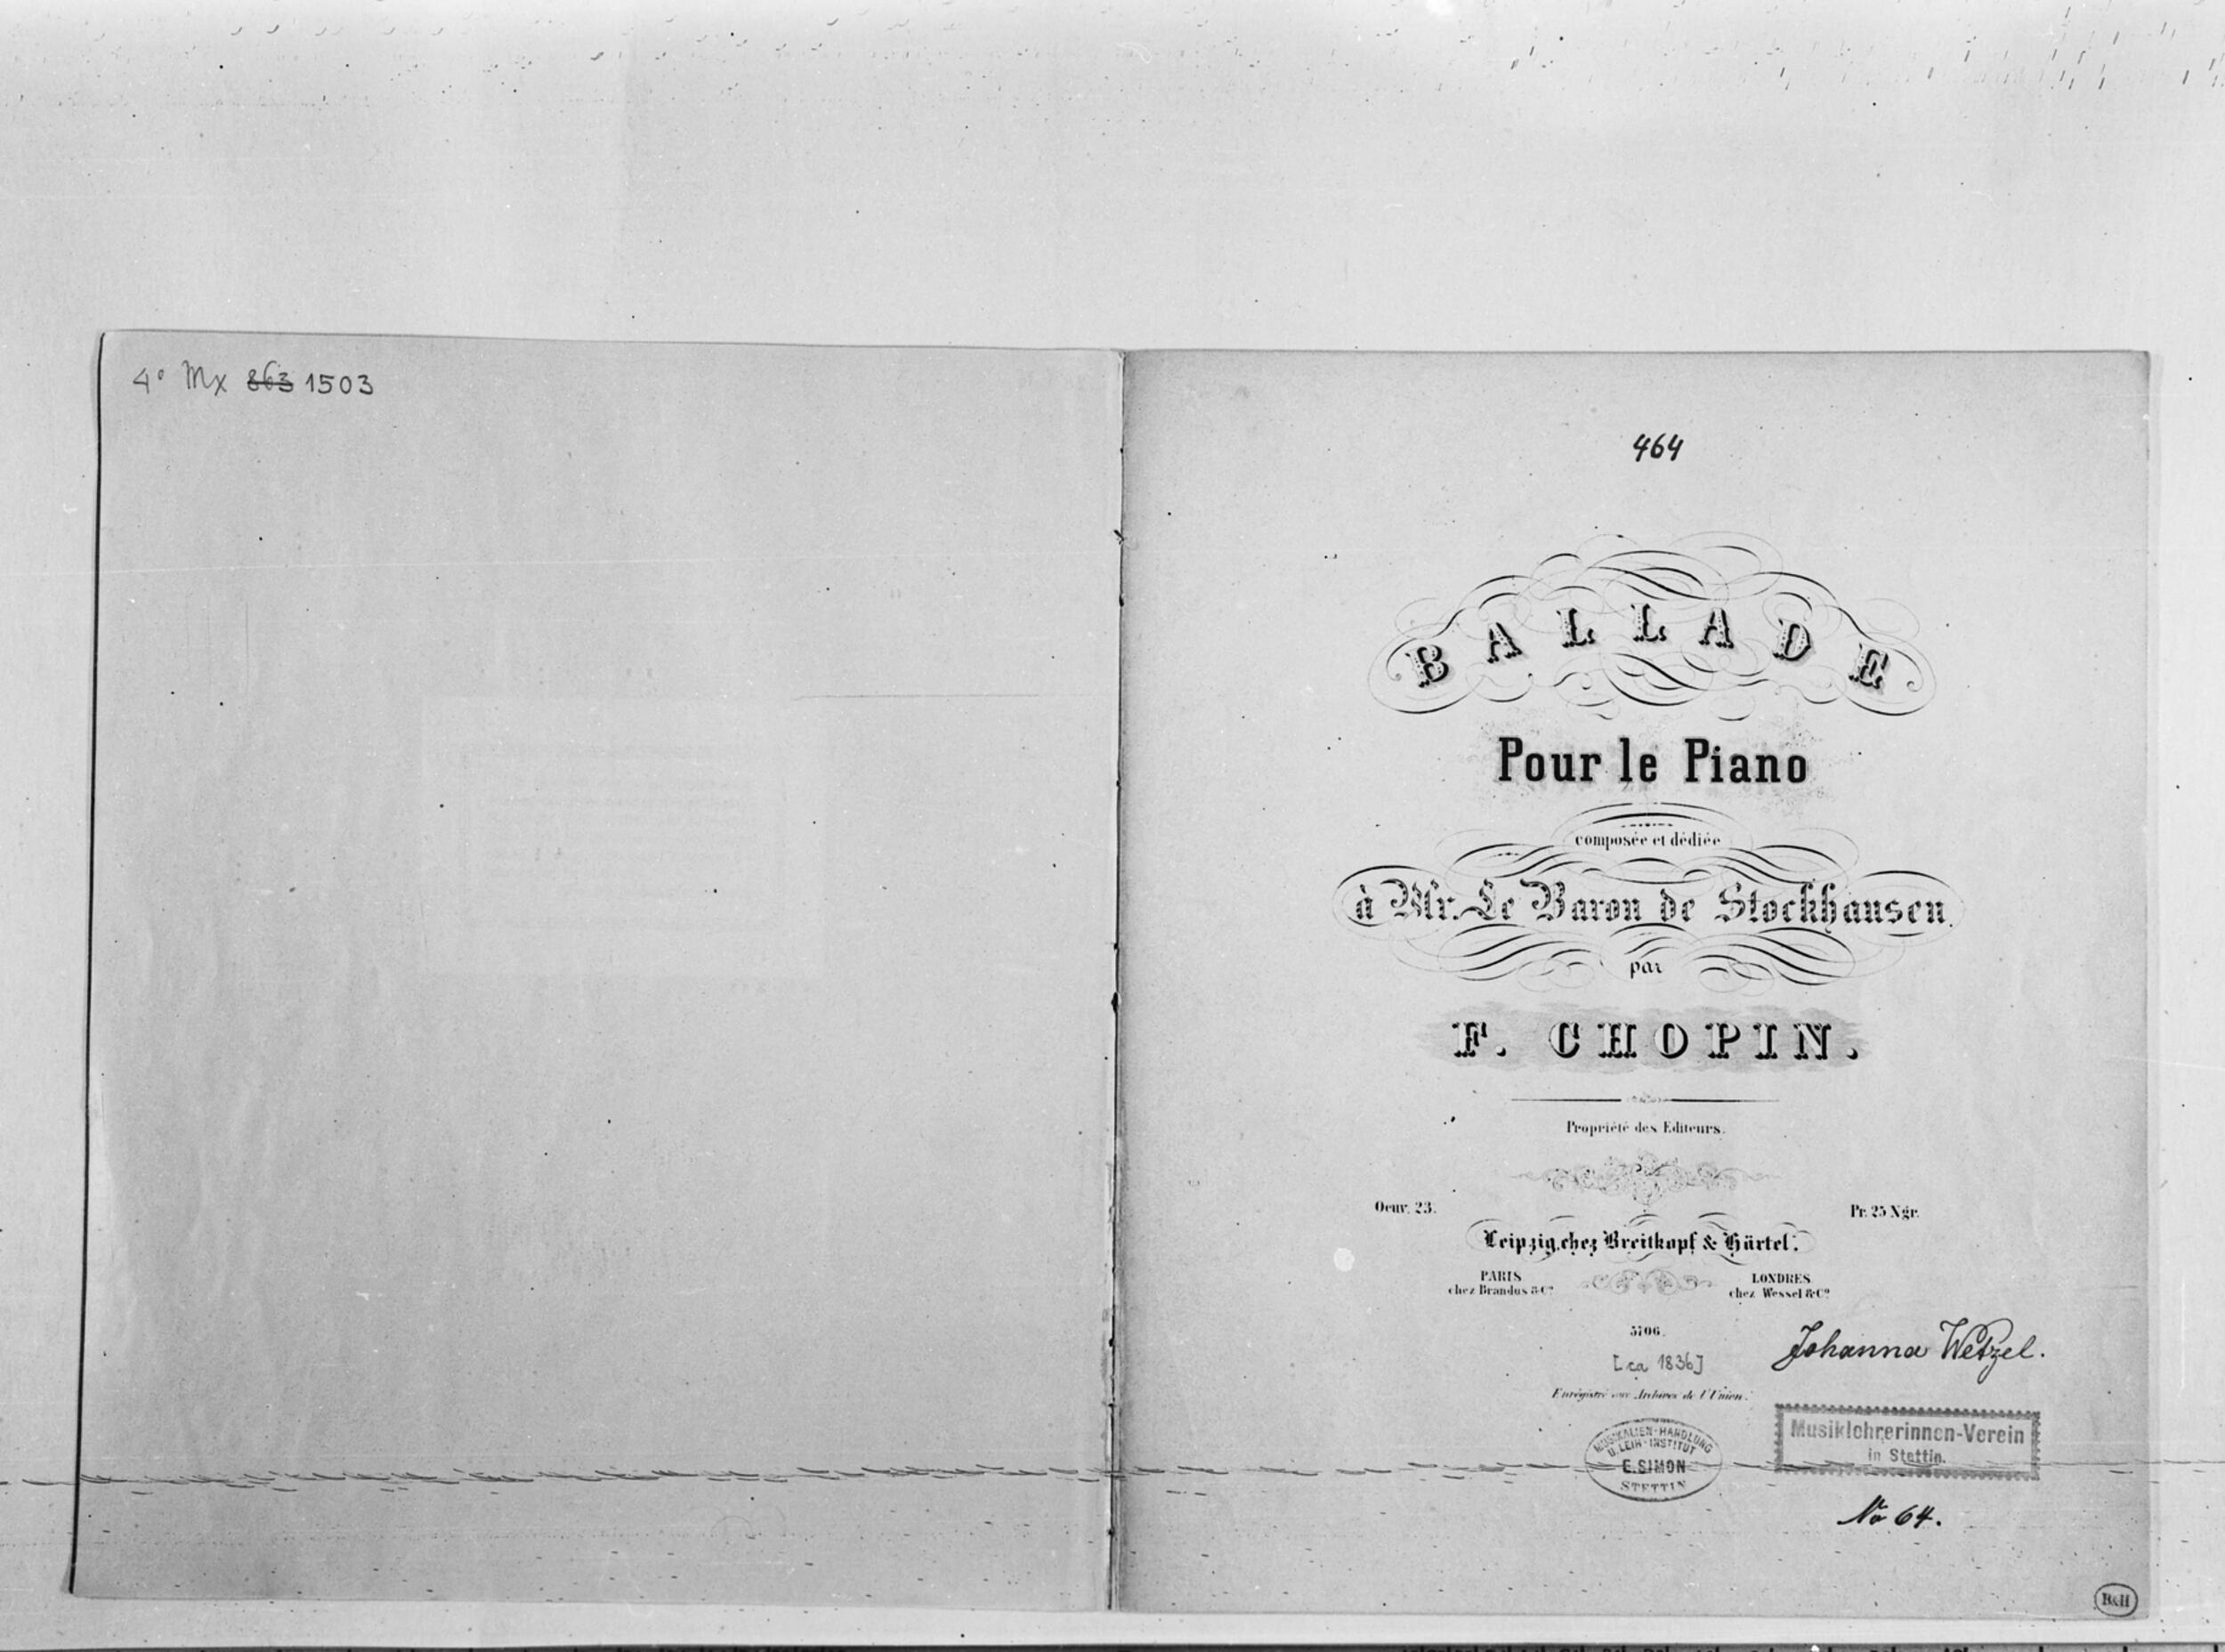 4° Mx 863 1503
464
BALLADE
Pour le Piano
composée et dédiée
à Mr. Le Baron de Stockhausen.
par
F. CHOPIN.
Propriété des Editeurs.
Oeuv. 23. Pr. 25 Ngr.
Leipzig, chez Breitkopf & Härtel.
PARIS LONDRES
chez Brandus & Cº chez Wessel & Cº
5706.
[ca 1836]
Johanna Wetzel.
Enrégistré aux Archives de l'Union.
MUSIKALIEN-HANDLUNG
U. LEIH-INSTITUT
E. SIMON
STETTIN
Musiklehrerinnen-Verein
in Stettin.
No 64.
B&H